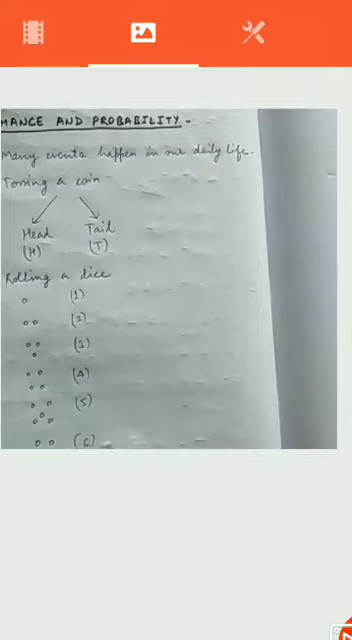 HANCE AND PROBABILITY -
Many events happen in our daily life.
Tossing a coin -
Head Taid
(H) (T)
Rolling a dice
(1)
(2)
(3)
(4)
(5)
(6)